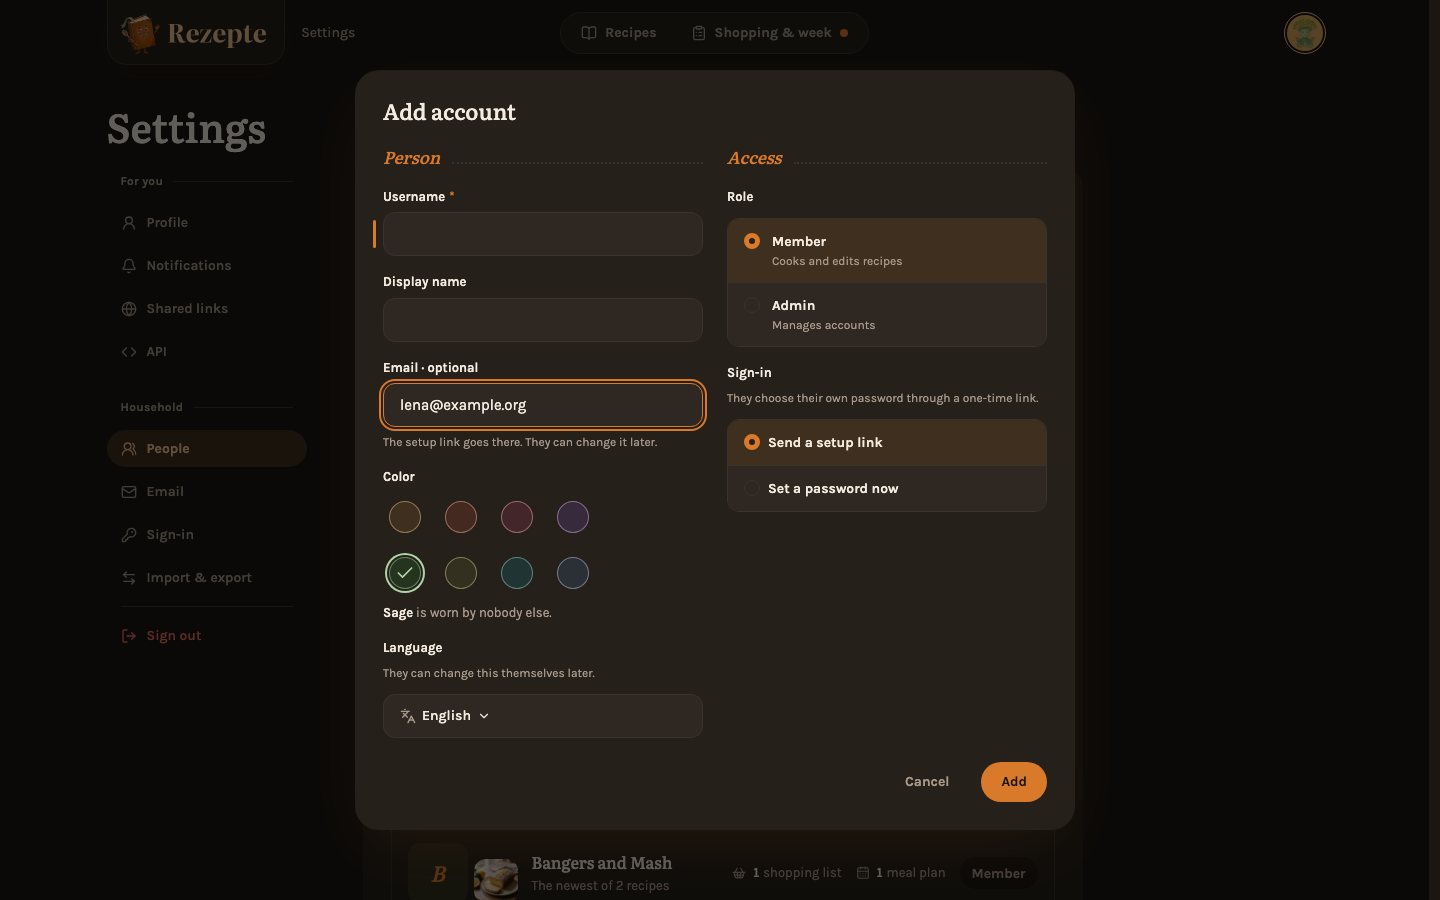 Rezepte
Settings
Recipes
Shopping & week
Settings
For you
Profile
Notifications
Shared links
API
Household
People
Email
Sign-in
Import & export
Sign out
Add account
Person
Username *
Display name
Email · optional
lena@example.org
The setup link goes there. They can change it later.
Color
Sage is worn by nobody else.
Language
They can change this themselves later.
English
Access
Role
Member
Cooks and edits recipes
Admin
Manages accounts
Sign-in
They choose their own password through a one-time link.
Send a setup link
Set a password now
Cancel
Add
B
Bangers and Mash
The newest of 2 recipes
1 shopping list
1 meal plan
Member